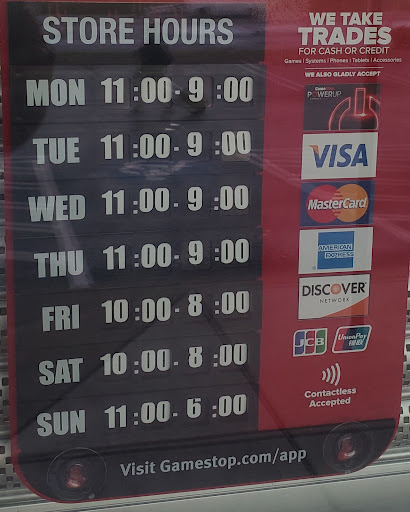 STORE HOURS
MON 11:00-9:00
TUE 11:00-9:00
WED 11:00-9:00
THU 11:00-9:00
FRI 10:00-8:00
SAT 10:00-8:00
SUN 11:00-6:00
WE TAKE
TRADES
FOR CASH OR CREDIT
Games | Systems | Phones | Tablets | Accessories
WE ALSO GLADLY ACCEPT
GameStop
POWERUP
VISA
MasterCard
AMERICAN
EXPRESS
DISCOVER
NETWORK
JCB UnionPay
银联
Contactless
Accepted
Visit Gamestop.com/app